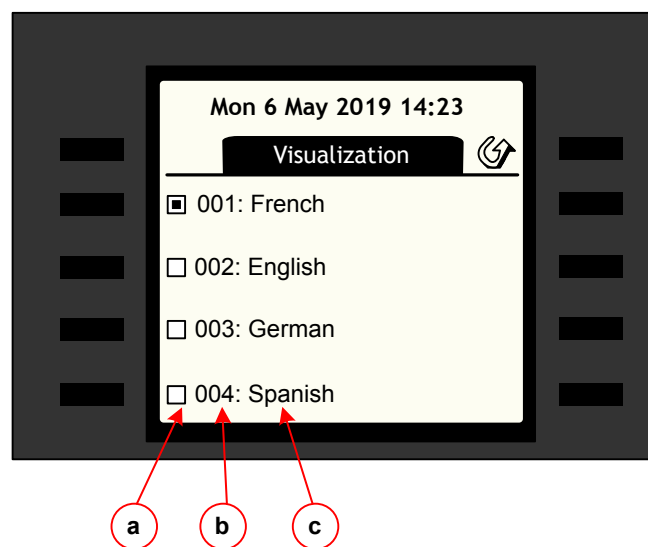 Mon 6 May 2019 14:23
Visualization
001: French
002: English
003: German
004: Spanish
a b c